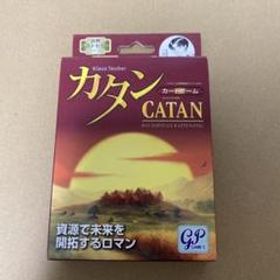 Klaus Teuber
カタン
カードゲーム
CATAN
資源で未来を
開拓するロマン
GP